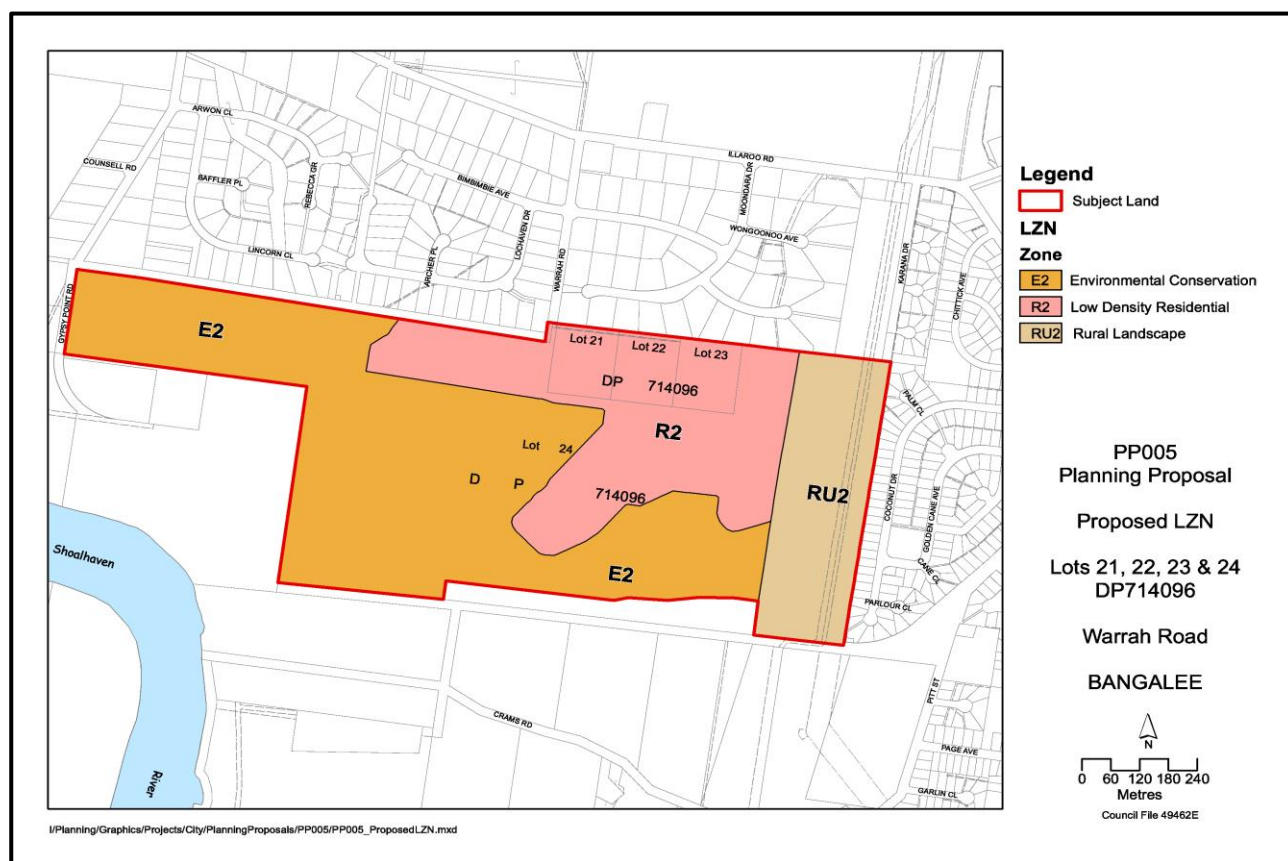 ARWON CL
COUNSELL RD
REBECCA GR
BAFFLER PL
BIMBIMBIE AVE
ILLAROO RD
MOONDARA DR
WONGOONOO AVE
LOCHAVEN DR
WARRAH RD
ARCHER PL
LINCORN CL
KARANA DR
CHITTICK AVE
GYPSY POINT RD
E2
Lot 21
Lot 22
Lot 23
DP 714096
R2
Lot 24
D P
714096
RU2
E2
PALM CL
COCONUT DR
GOLDEN CANE AVE
CANE CL
PARLOUR CL
Shoalhaven
River
CRAMS RD
PITT ST
PAGE AVE
GARLIN CL
Legend
Subject Land
LZN
Zone
E2 Environmental Conservation
R2 Low Density Residential
RU2 Rural Landscape
PP005
Planning Proposal
Proposed LZN
Lots 21, 22, 23 & 24
DP714096
Warrah Road
BANGALEE
N
0 60 120 180 240
Metres
Council File 49462E
I/Planning/Graphics/Projects/City/PlanningProposals/PP005/PP005_ProposedLZN.mxd